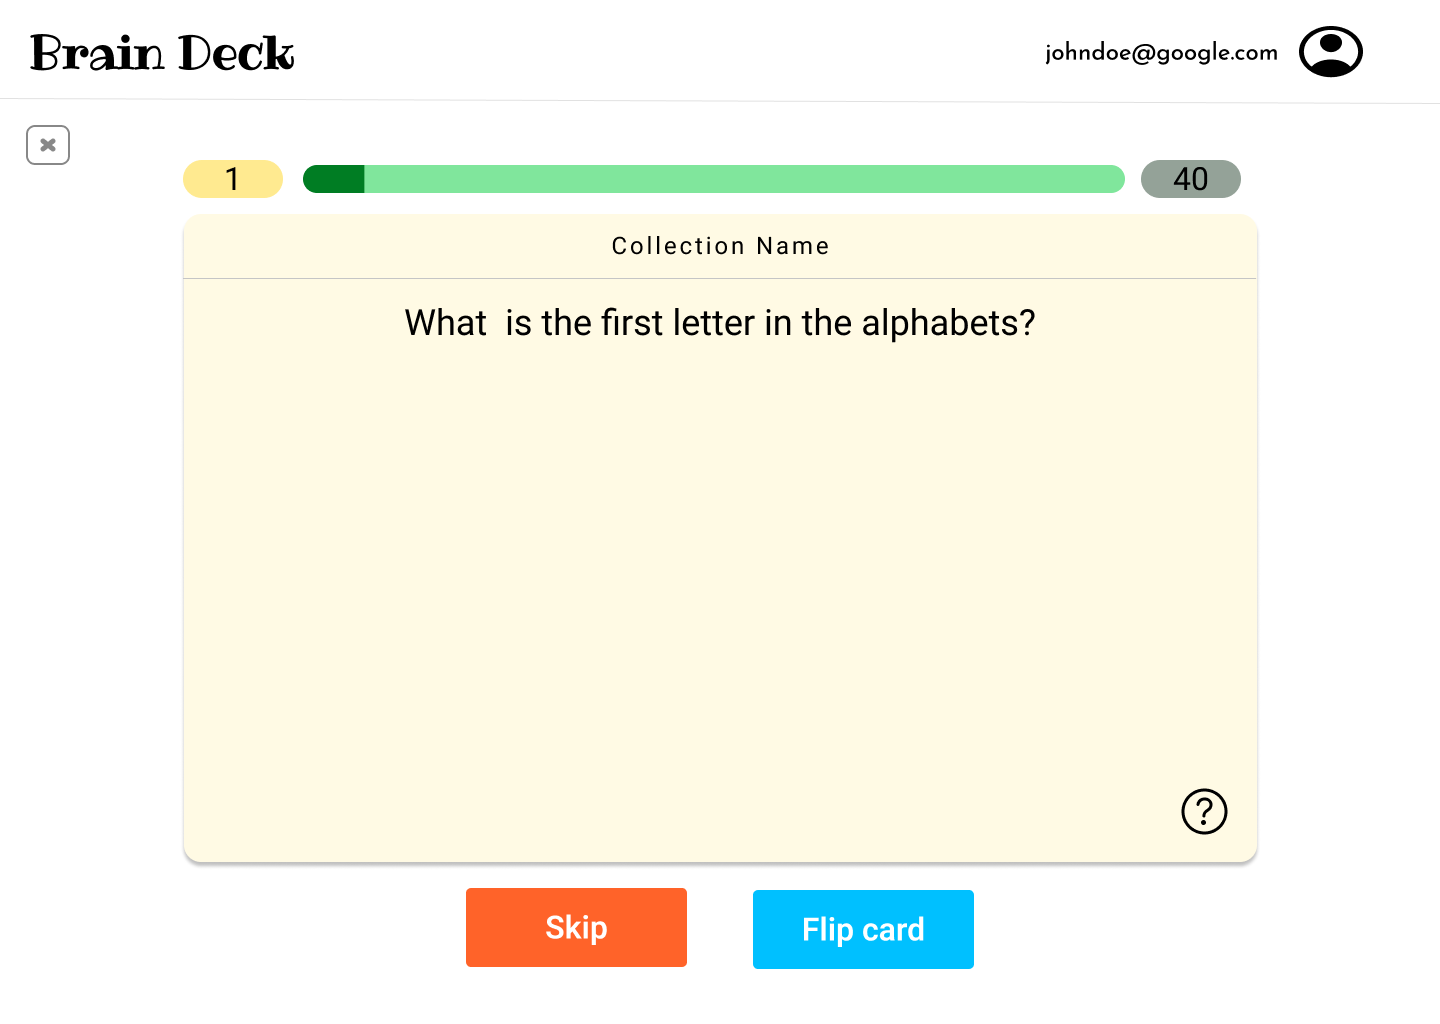 Brain Deck
johndoe@google.com
1
40
Collection Name
What  is the first letter in the alphabets?
?
Skip
Flip card